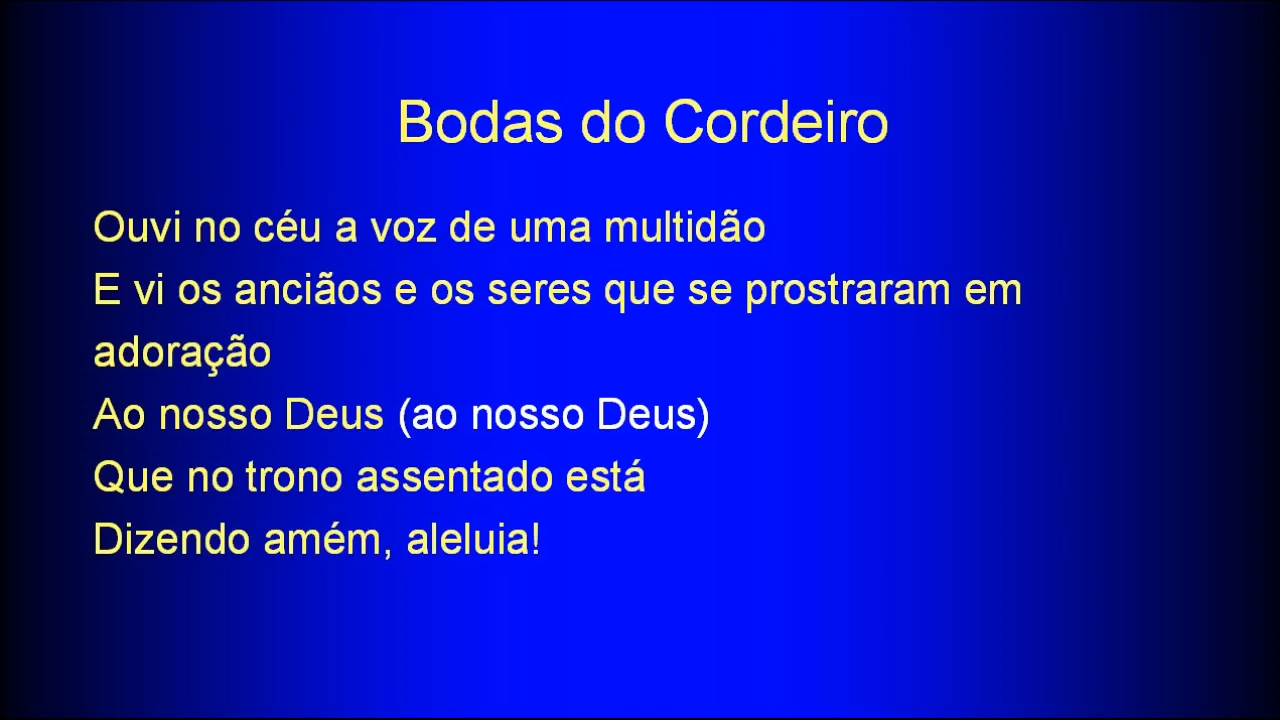 Bodas do Cordeiro
Ouvi no céu a voz de uma multidão
E vi os anciãos e os seres que se prostraram em
adoração
Ao nosso Deus (ao nosso Deus)
Que no trono assentado está
Dizendo amém, aleluia!